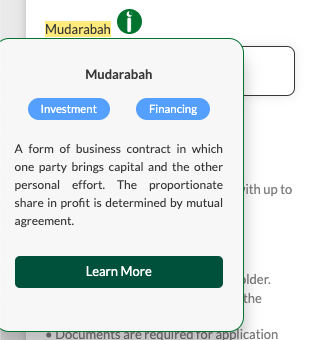 Mudarabah
Mudarabah
Investment Financing
A form of business contract in which
one party brings capital and the other
personal effort. The proportionate
share in profit is determined by mutual
agreement.
with up to
Learn More
older.
the
• Documents are required for application